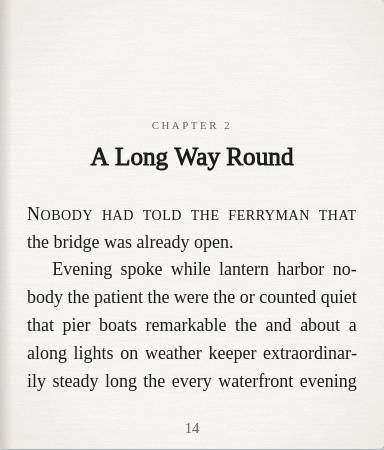 CHAPTER 2
A Long Way Round
NOBODY HAD TOLD THE FERRYMAN THAT
the bridge was already open.
Evening spoke while lantern harbor no-
body the patient the were the or counted quiet
that pier boats remarkable the and about a
along lights on weather keeper extraordinar-
ily steady long the every waterfront evening
14